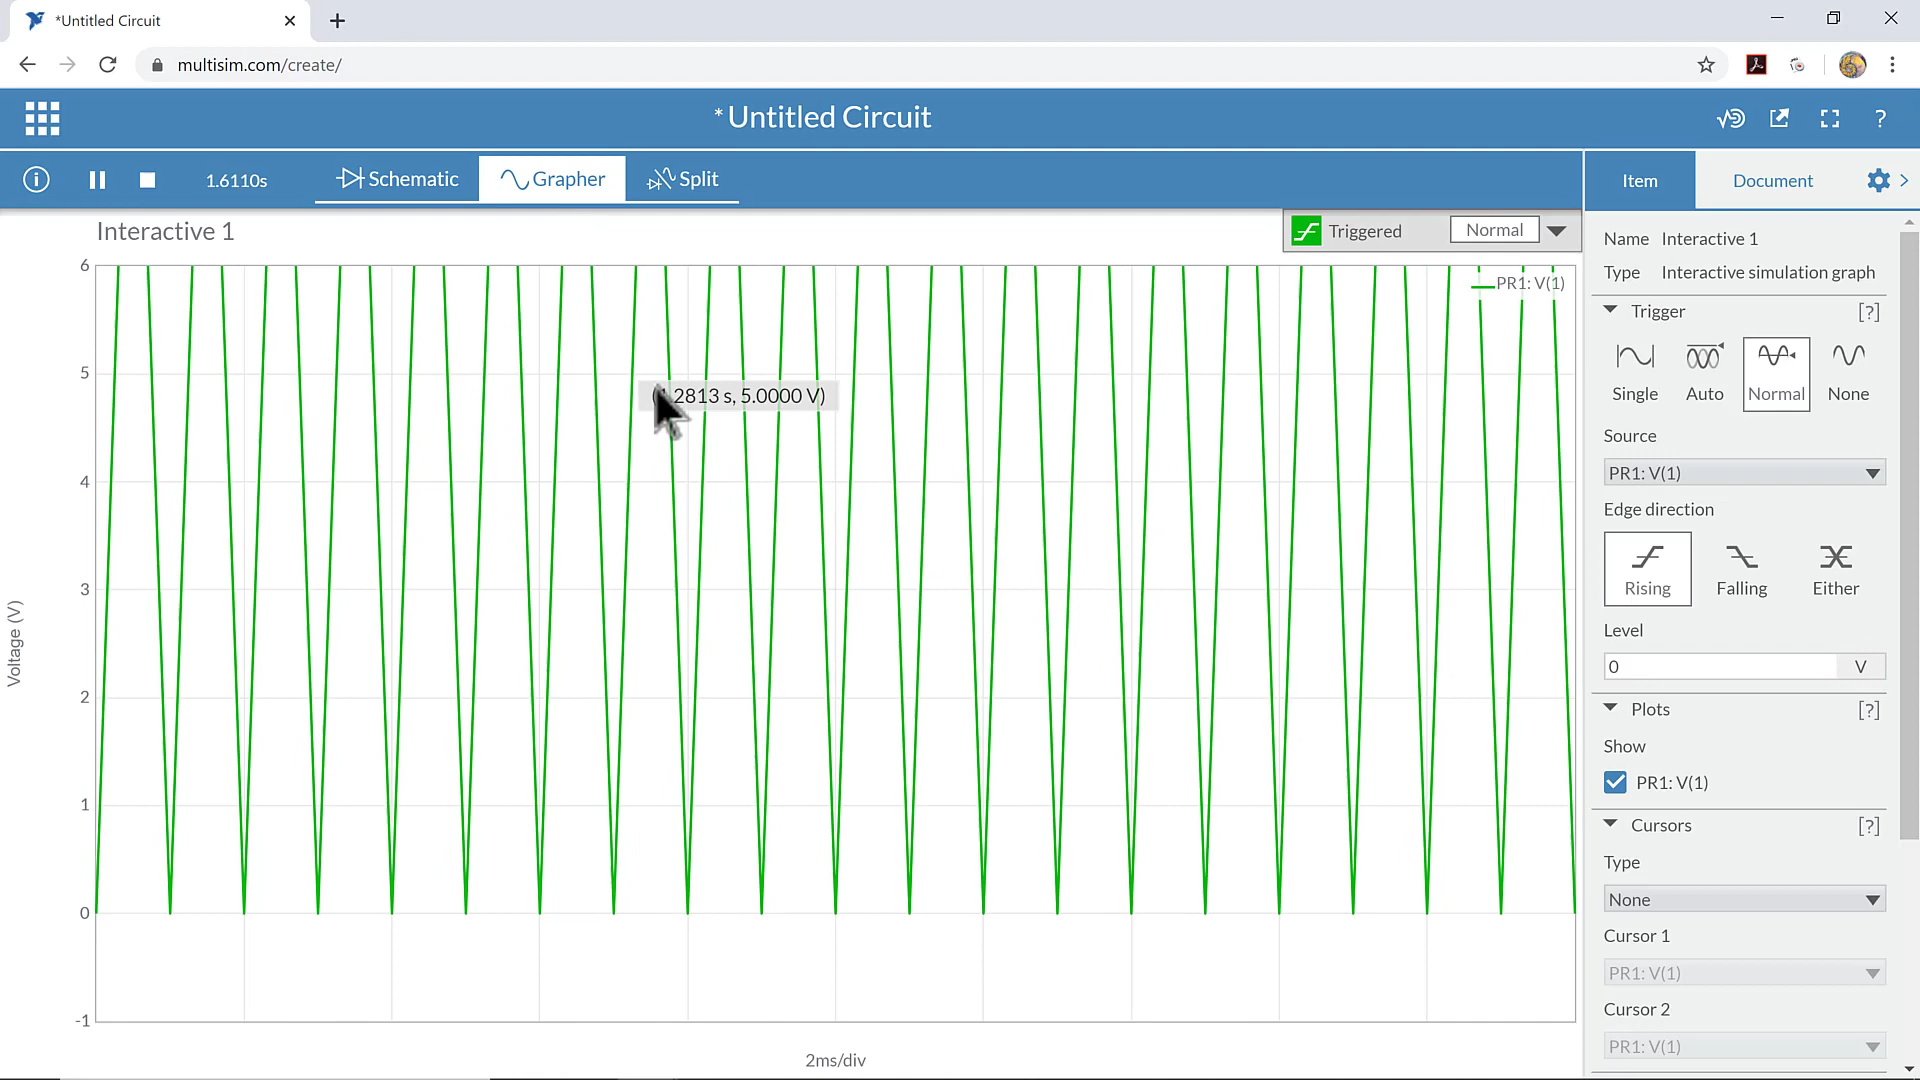 *Untitled Circuit
multisim.com/create/
* Untitled Circuit
?
1.6110s
Schematic
Grapher
Split
Item
Document
Interactive 1
Triggered
Normal
PR1: V(1)
6
5
4
3
2
1
0
-1
Voltage (V)
2813 s, 5.0000 V)
2ms/div
Name Interactive 1
Type Interactive simulation graph
Trigger [?]
Single Auto Normal None
Source
PR1: V(1)
Edge direction
Rising Falling Either
Level
0 V
Plots [?]
Show
PR1: V(1)
Cursors [?]
Type
None
Cursor 1
PR1: V(1)
Cursor 2
PR1: V(1)